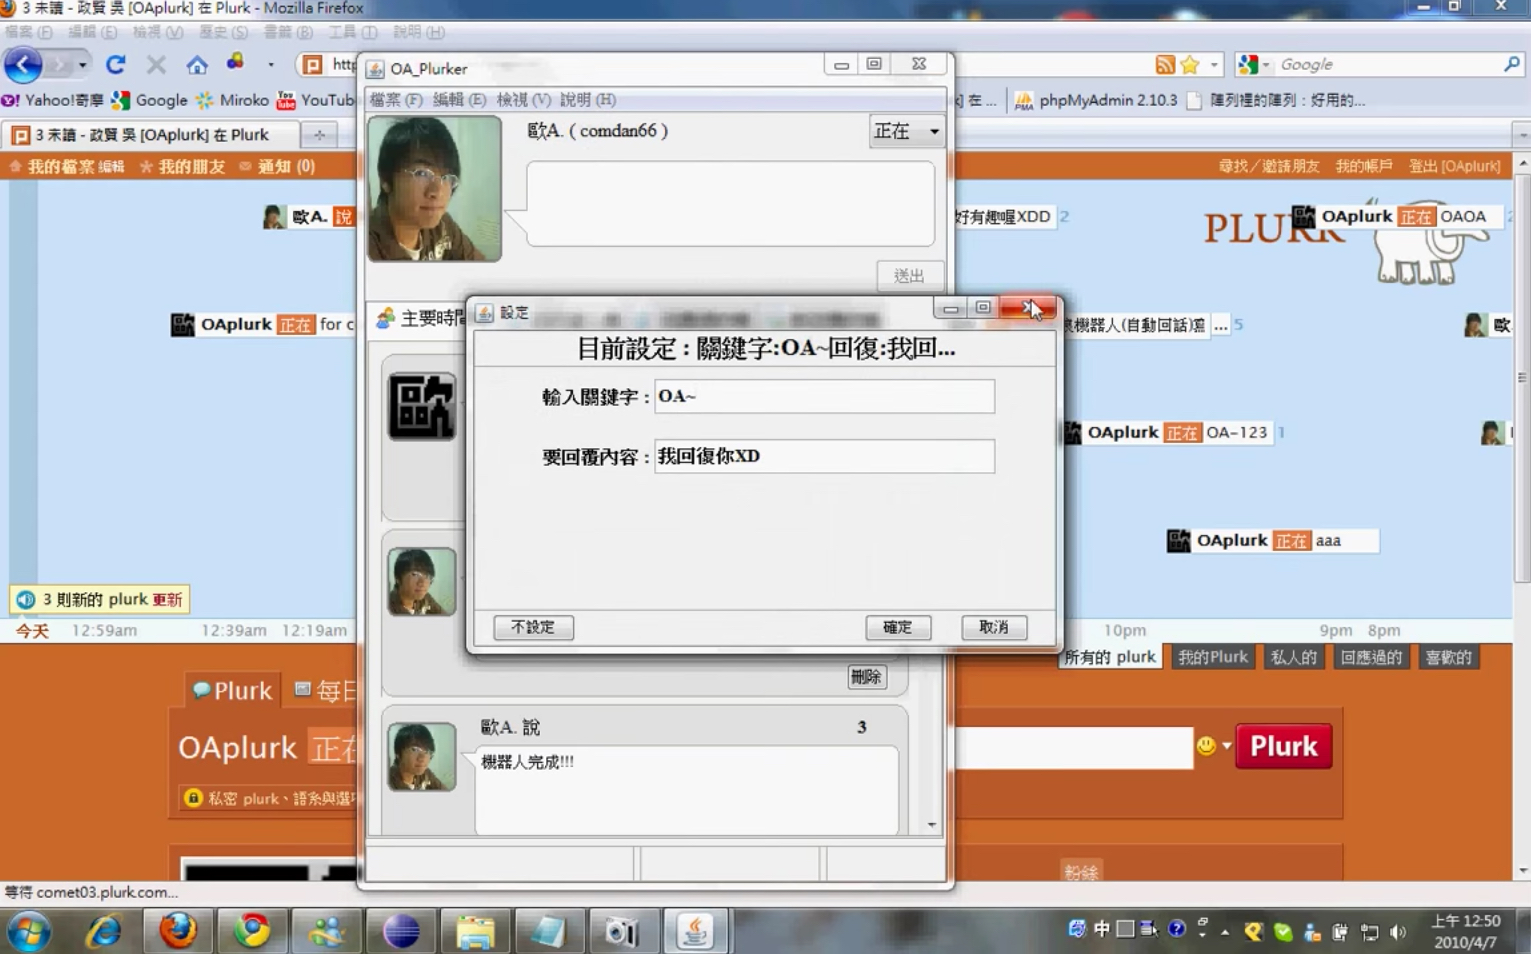 3 未讀 - 政賢 吳 [OAplurk] 在 Plurk - Mozilla Firefox
檔案(F) 編輯(E) 檢視(V) 歷史(S) 書籤(B) 工具(T) 說明(H)
http
Google
Yahoo!奇摩 Google Miroko YouTub
在 ... phpMyAdmin 2.10.3 陣列裡的陣列：好用的...
3 未讀 - 政賢 吳 [OAplurk] 在 Plurk
我的檔案 編輯 我的朋友 通知 (0)
尋找／邀請朋友 我的帳戶 登出 [OAplurk]
OA_Plurker
檔案 (F) 編輯 (E) 檢視 (V) 說明 (H)
歐A. ( comdan66 )
正在
送出
主要時間
歐A. 說
好有趣喔XDD 2
PLURK
OAplurk 正在 OAOA 2
OAplurk 正在 for c
機器人(自動回話) ... 5
歐
OAplurk 正在 OA-123 1
OAplurk 正在 aaa
設定
目前設定 : 關鍵字:OA~回復:我回...
輸入關鍵字 : OA~
要回覆內容 : 我回復你XD
不設定 確定 取消
3 則新的 plurk 更新
今天 12:59am 12:39am 12:19am
10pm 9pm 8pm
所有的 plurk 我的Plurk 私人的 回應過的 喜歡的
刪除
歐A. 說 3
機器人完成!!!
Plurk 每日
OAplurk 正在
私密 plurk、語系與選項
Plurk
粉絲
等待 comet03.plurk.com...
中
上午 12:50
2010/4/7